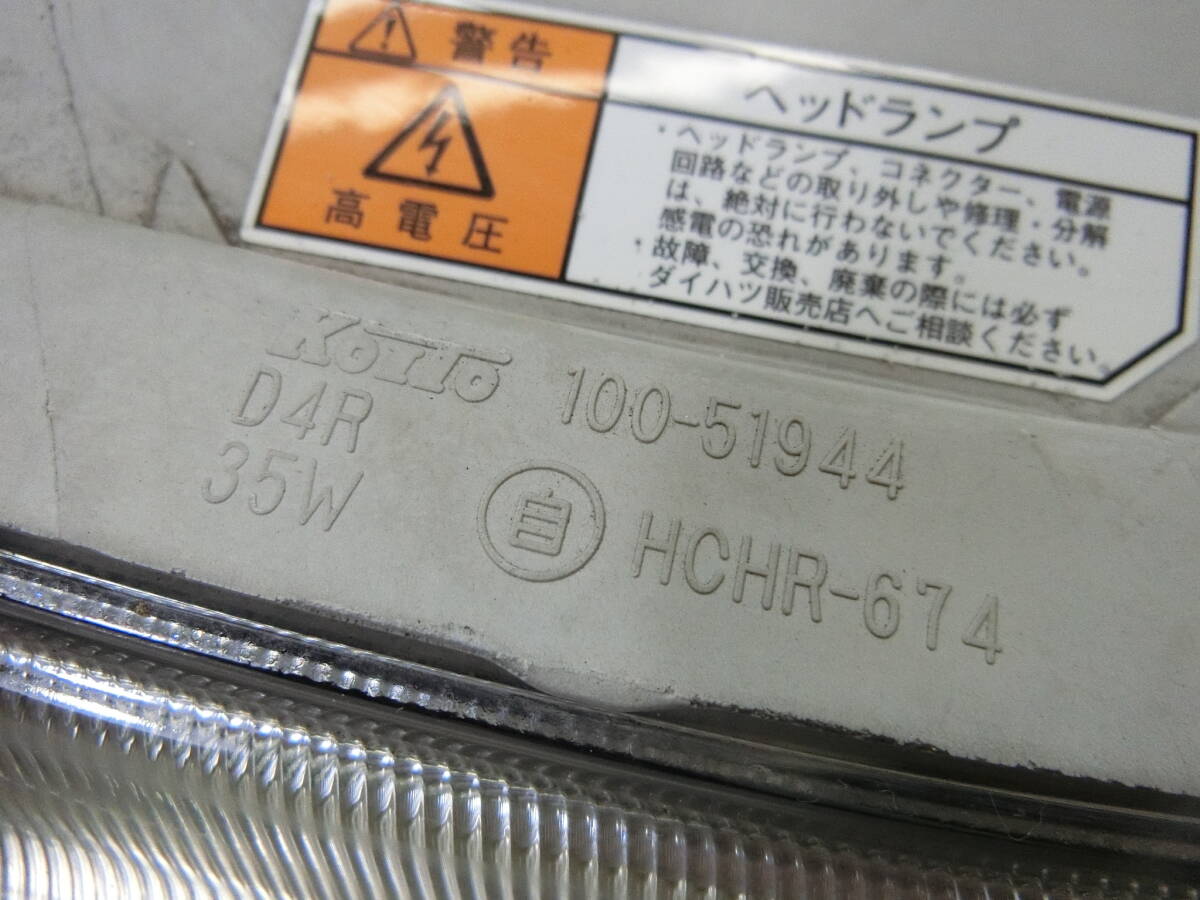 警告
高電圧
ヘッドランプ
・ヘッドランプ、コネクター、電源
回路などの取り外しや修理・分解
は、絶対に行わないでください。
感電の恐れがあります。
・故障、交換、廃棄の際には必ず
ダイハツ販売店へご相談ください。
KOITO 100-51944
D4R
35W
自 HCHR-674